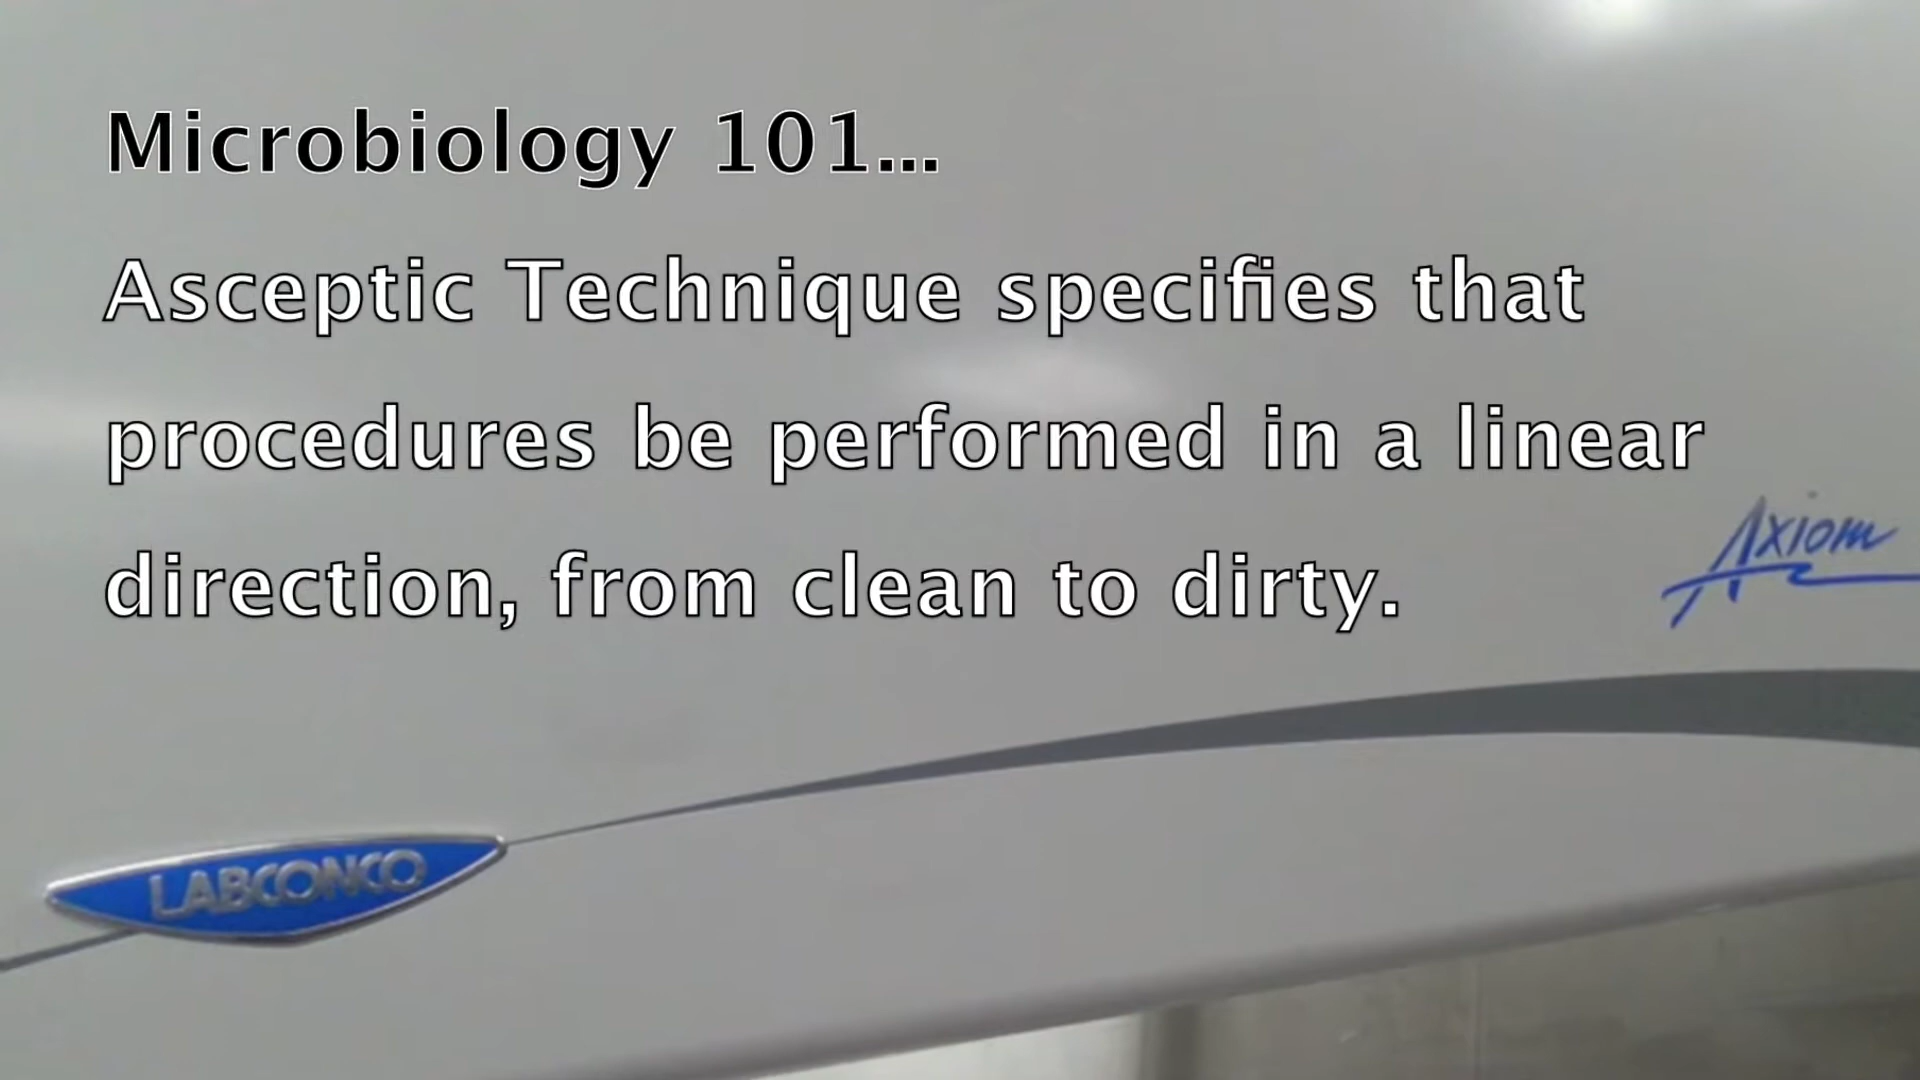 Microbiology 101...
Asceptic Technique specifies that
procedures be performed in a linear
direction, from clean to dirty.
Axiom
LABCONCO